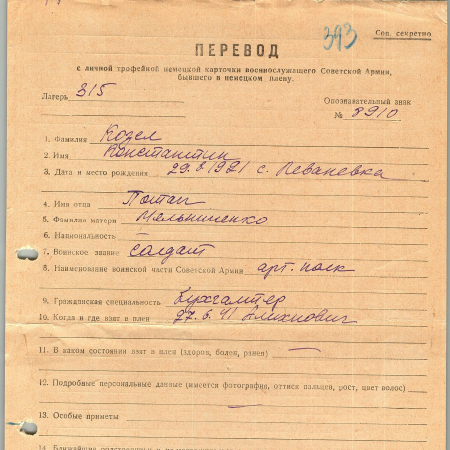 393
Сов. секретно
ПЕРЕВОД
с личной трофейной немецкой карточки военнослужащего Советской Армии,
бывшего в немецком плену.
Лагерь 315
Опознавательный знак
№ 8910
1. Фамилия Козел
2. Имя Константин
3. Дата и место рождения 29. 1921 с. Леваневка
4. Имя отца Потап
5. Фамилия матери Мельниченко
6. Национальность —
7. Воинское звание солдат
8. Наименование воинской части Советской Армии арт. полк
9. Гражданская специальность бухгалтер
10. Когда и где взят в плен 27.6.41
11. В каком состоянии взят в плен (здоров, болен, ранен) —
12. Подробные персональные данные (имеется фотография, оттиск пальцев, рост, цвет волос)
—
13. Особые приметы
14. Ближайшие